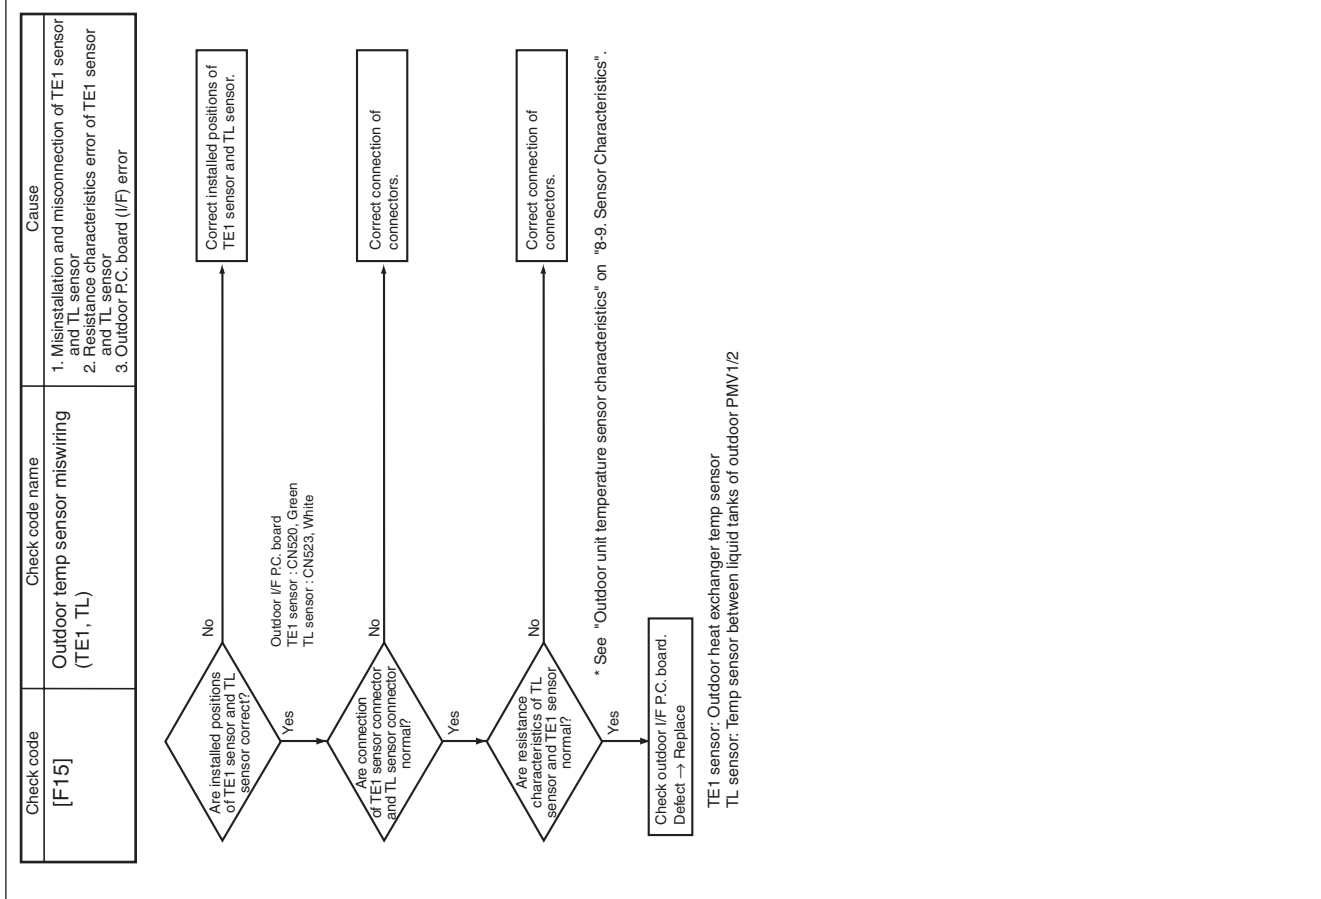 Check code
Check code name
Cause
[F15]
Outdoor temp sensor miswiring
(TE1, TL)
1. Misinstallation and misconnection of TE1 sensor
and TL sensor
2. Resistance characteristics error of TE1 sensor
and TL sensor
3. Outdoor P.C. board (I/F) error
Are installed positions
of TE1 sensor and TL
sensor correct?
No
Correct installed positions of
TE1 sensor and TL sensor.
Yes
Outdoor I/F P.C. board
TE1 sensor : CN520, Green
TL sensor : CN523, White
Are connection
of TE1 sensor connector
and TL sensor connector
normal?
No
Correct connection of
connectors.
Yes
Are resistance
characteristics of TL
sensor and TE1 sensor
normal?
No
Correct connection of
connectors.
Yes
* See "Outdoor unit temperature sensor characteristics" on "8-9. Sensor Characteristics".
Check outdoor I/F P.C. board.
Defect → Replace
TE1 sensor: Outdoor heat exchanger temp sensor
TL sensor: Temp sensor between liquid tanks of outdoor PMV1/2